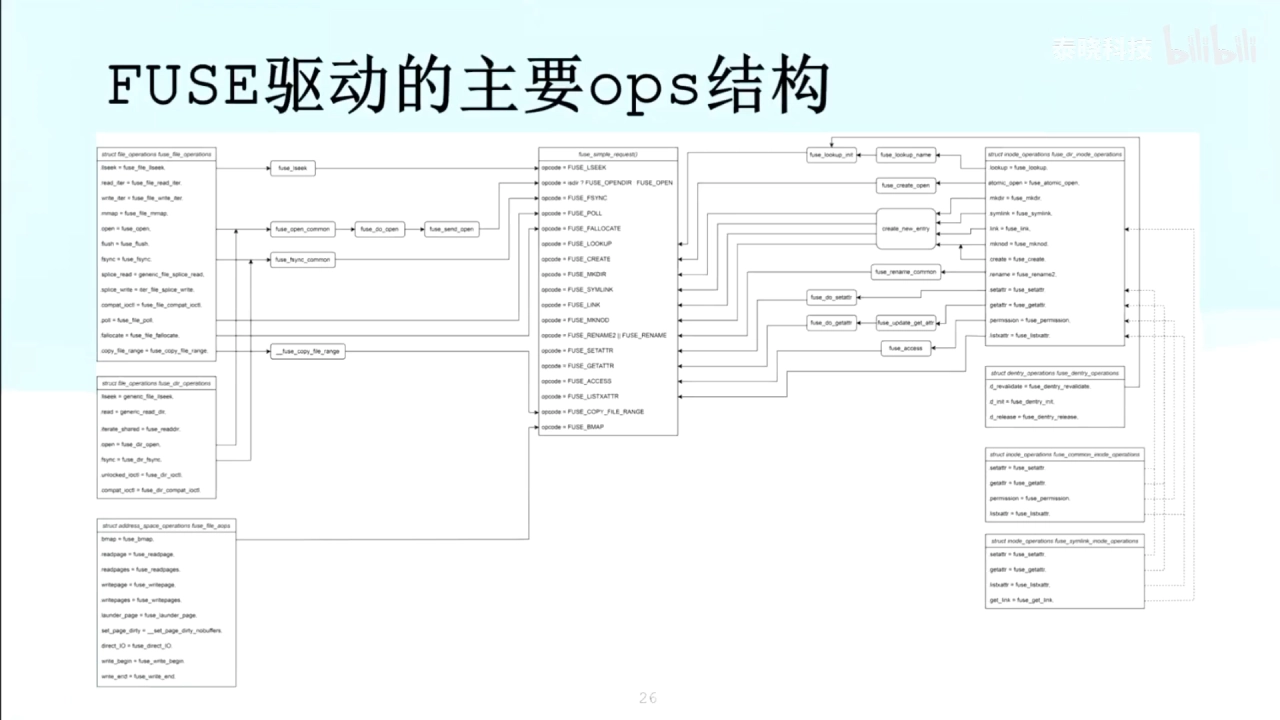 泰晓科技 bilibili
FUSE驱动的主要ops结构
struct file_operations fuse_file_operations
llseek = fuse_file_llseek,
read_iter = fuse_file_read_iter,
write_iter = fuse_file_write_iter,
mmap = fuse_file_mmap,
open = fuse_open,
flush = fuse_flush,
fsync = fuse_fsync,
splice_read = generic_file_splice_read,
splice_write = iter_file_splice_write,
compat_ioctl = fuse_file_compat_ioctl,
poll = fuse_file_poll,
fallocate = fuse_file_fallocate,
copy_file_range = fuse_copy_file_range,
struct file_operations fuse_dir_operations
llseek = generic_file_llseek,
read = generic_read_dir,
iterate_shared = fuse_readdir,
open = fuse_dir_open,
fsync = fuse_dir_fsync,
unlocked_ioctl = fuse_dir_ioctl,
compat_ioctl = fuse_dir_compat_ioctl,
struct address_space_operations fuse_file_aops
bmap = fuse_bmap,
readpage = fuse_readpage,
readpages = fuse_readpages,
writepage = fuse_writepage,
writepages = fuse_writepages,
launder_page = fuse_launder_page,
set_page_dirty = __set_page_dirty_nobuffers,
direct_IO = fuse_direct_IO,
write_begin = fuse_write_begin,
write_end = fuse_write_end,
fuse_lseek
fuse_open_common
fuse_do_open
fuse_send_open
fuse_fsync_common
__fuse_copy_file_range
fuse_simple_request()
opcode = FUSE_LSEEK
opcode = isdir ? FUSE_OPENDIR : FUSE_OPEN
opcode = FUSE_FSYNC
opcode = FUSE_POLL
opcode = FUSE_FALLOCATE
opcode = FUSE_LOOKUP
opcode = FUSE_CREATE
opcode = FUSE_MKDIR
opcode = FUSE_SYMLINK
opcode = FUSE_LINK
opcode = FUSE_MKNOD
opcode = FUSE_RENAME2 || FUSE_RENAME
opcode = FUSE_SETATTR
opcode = FUSE_GETATTR
opcode = FUSE_ACCESS
opcode = FUSE_LISTXATTR
opcode = FUSE_COPY_FILE_RANGE
opcode = FUSE_BMAP
fuse_lookup_init
fuse_lookup_name
fuse_create_open
create_new_entry
fuse_rename_common
fuse_do_setattr
fuse_do_getattr
fuse_update_get_attr
fuse_access
struct inode_operations fuse_dir_inode_operations
lookup = fuse_lookup,
atomic_open = fuse_atomic_open,
mkdir = fuse_mkdir,
symlink = fuse_symlink,
link = fuse_link,
mknod = fuse_mknod,
create = fuse_create,
rename = fuse_rename2,
setattr = fuse_setattr
getattr = fuse_getattr,
permission = fuse_permission,
listxattr = fuse_listxattr,
struct dentry_operations fuse_dentry_operations
d_revalidate = fuse_dentry_revalidate,
d_init = fuse_dentry_init,
d_release = fuse_dentry_release,
struct inode_operations fuse_common_inode_operations
setattr = fuse_setattr
getattr = fuse_getattr,
permission = fuse_permission,
listxattr = fuse_listxattr,
struct inode_operations fuse_symlink_inode_operations
setattr = fuse_setattr
getattr = fuse_getattr,
listxattr = fuse_listxattr,
get_link = fuse_get_link,
26